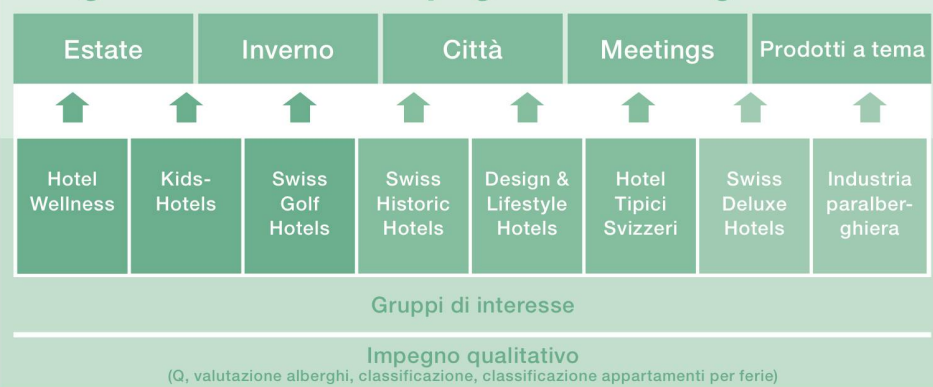 Estate
Inverno
Città
Meetings
Prodotti a tema
Hotel
Wellness
Kids-
Hotels
Swiss
Golf
Hotels
Swiss
Historic
Hotels
Design &
Lifestyle
Hotels
Hotel
Tipici
Svizzeri
Swiss
Deluxe
Hotels
Industria
paralber-
ghiera
Gruppi di interesse
Impegno qualitativo
(Q, valutazione alberghi, classificazione, classificazione appartamenti per ferie)